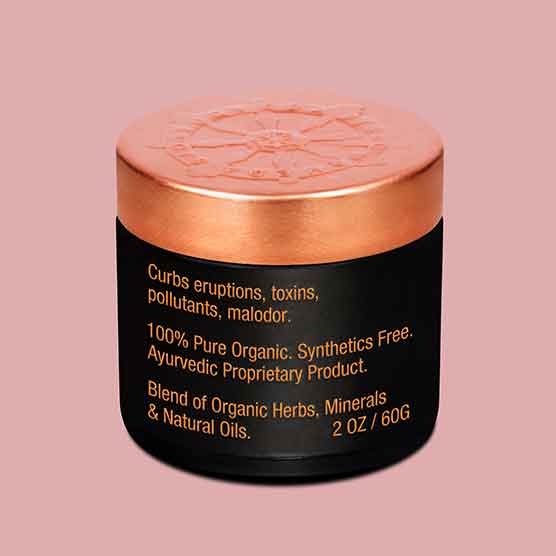 Curbs eruptions, toxins,
pollutants, malodor.
100% Pure Organic. Synthetics Free.
Ayurvedic Proprietary Product.
Blend of Organic Herbs, Minerals
& Natural Oils.
2 OZ / 60G